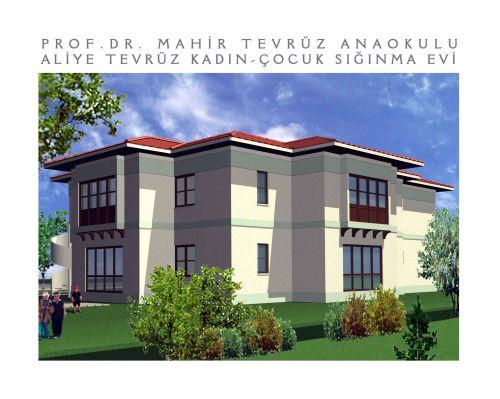 PROF.DR. MAHİR TEVRÜZ ANAOKULU
ALİYE TEVRÜZ KADIN-ÇOCUK SIĞINMA EVİ